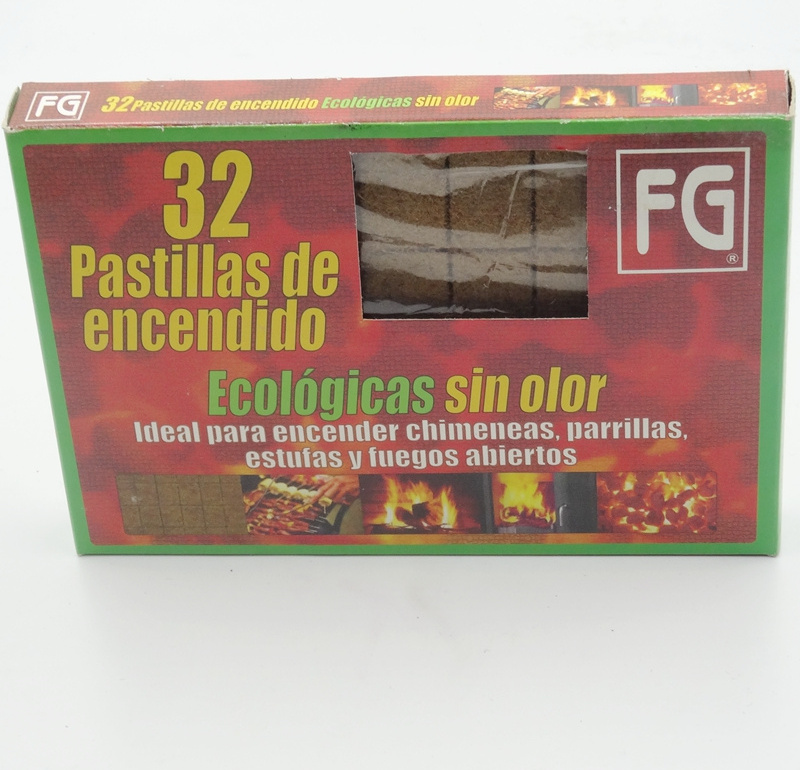 FG 32 Pastillas de encendido Ecológicas sin olor
32
Pastillas de
encendido
FG
®
Ecológicas sin olor
Ideal para encender chimeneas, parrillas,
estufas y fuegos abiertos